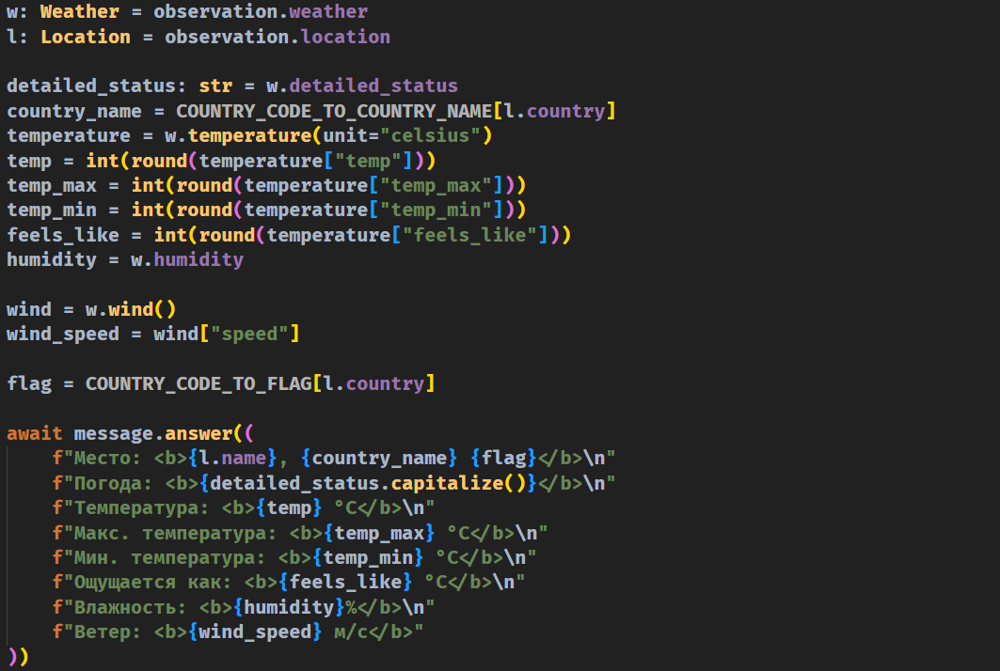 w: Weather = observation.weather
l: Location = observation.location

detailed_status: str = w.detailed_status
country_name = COUNTRY_CODE_TO_COUNTRY_NAME[l.country]
temperature = w.temperature(unit="celsius")
temp = int(round(temperature["temp"]))
temp_max = int(round(temperature["temp_max"]))
temp_min = int(round(temperature["temp_min"]))
feels_like = int(round(temperature["feels_like"]))
humidity = w.humidity

wind = w.wind()
wind_speed = wind["speed"]

flag = COUNTRY_CODE_TO_FLAG[l.country]

await message.answer((
    f"Место: <b>{l.name}, {country_name} {flag}</b>\n"
    f"Погода: <b>{detailed_status.capitalize()}</b>\n"
    f"Температура: <b>{temp} °C</b>\n"
    f"Макс. температура: <b>{temp_max} °C</b>\n"
    f"Мин. температура: <b>{temp_min} °C</b>\n"
    f"Ощущается как: <b>{feels_like} °C</b>\n"
    f"Влажность: <b>{humidity}%</b>\n"
    f"Ветер: <b>{wind_speed} м/с</b>"
))